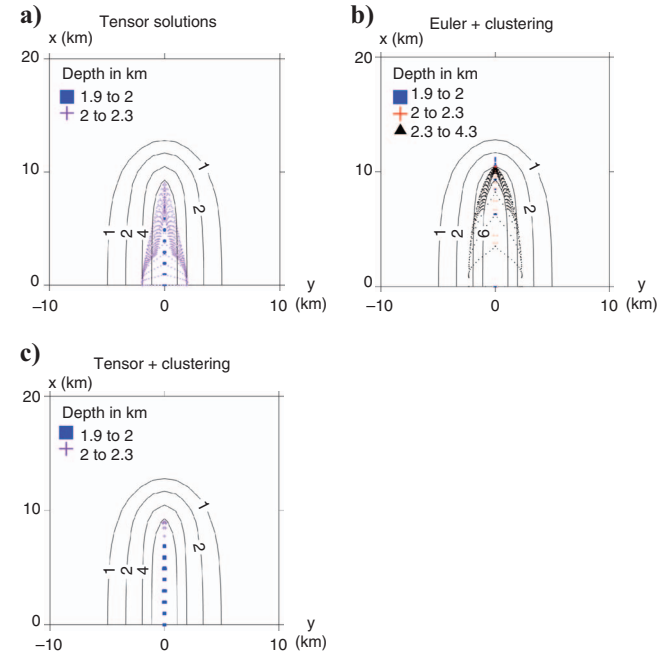 a)
Tensor solutions
x (km)
20
Depth in km
1.9 to 2
2 to 2.3
10
1
1 2 4 2
0
y
−10 0 10 (km)
b)
Euler + clustering
x (km)
20
Depth in km
1.9 to 2
2 to 2.3
2.3 to 4.3
10
1
1 2 6 2
0
y
−10 0 10 (km)
c)
Tensor + clustering
x (km)
20
Depth in km
1.9 to 2
2 to 2.3
10
1
1 2 4 2
0
y
−10 0 10 (km)